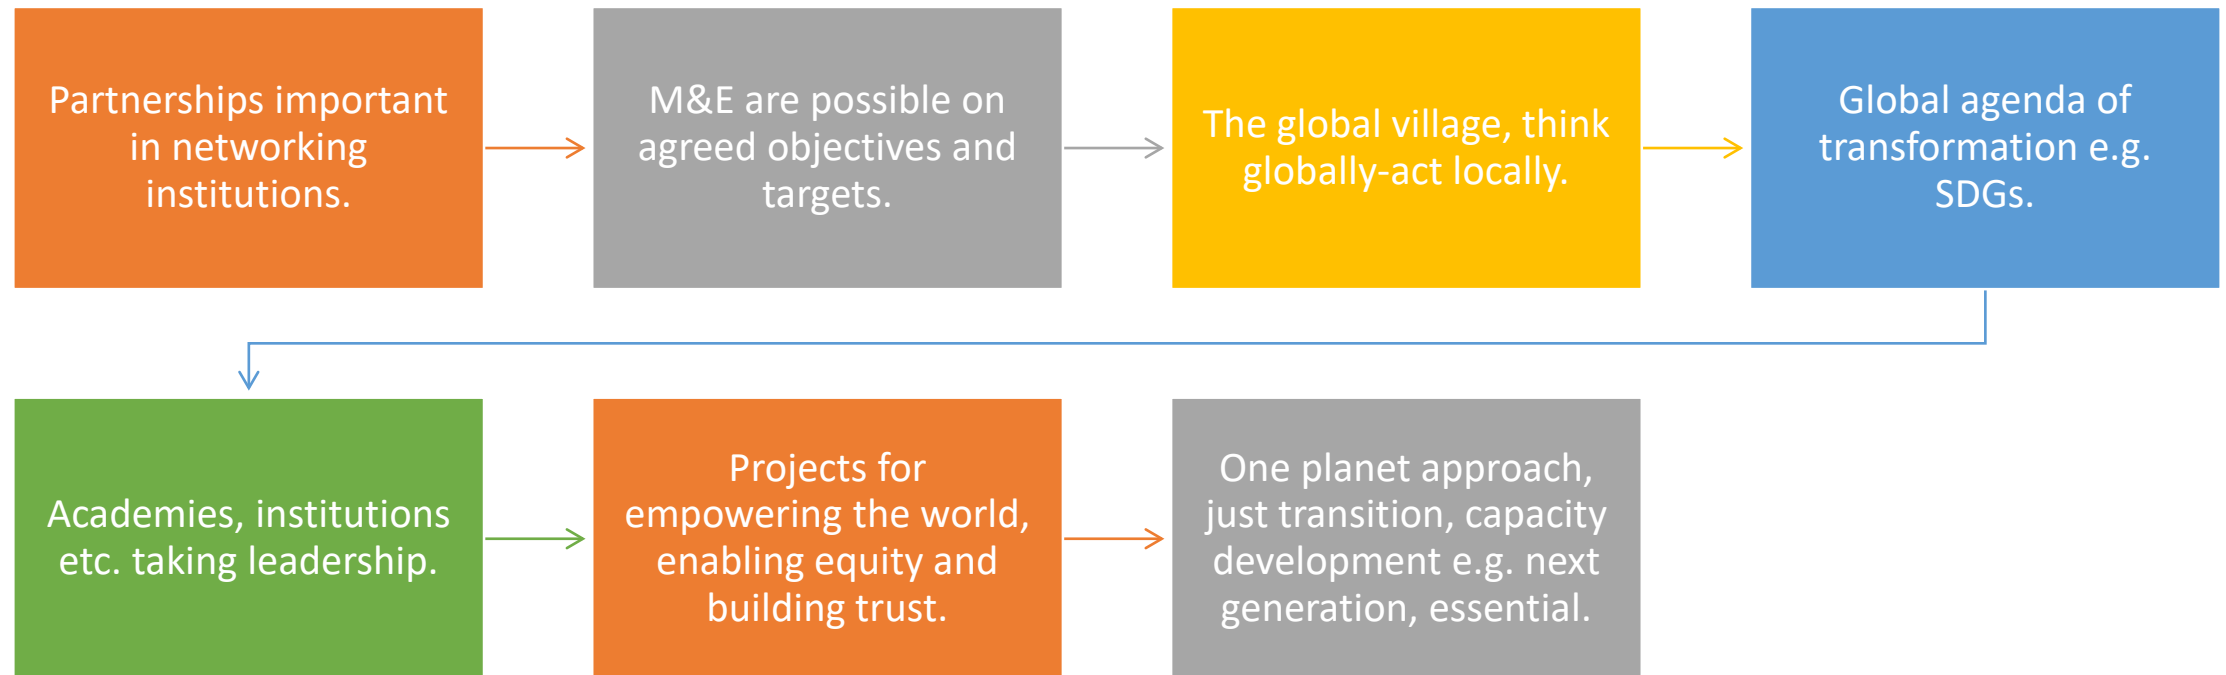 Partnerships important
in networking
institutions.
M&E are possible on
agreed objectives and
targets.
The global village, think
globally-act locally.
Global agenda of
transformation e.g.
SDGs.
Academies, institutions
etc. taking leadership.
Projects for
empowering the world,
enabling equity and
building trust.
One planet approach,
just transition, capacity
development e.g. next
generation, essential.